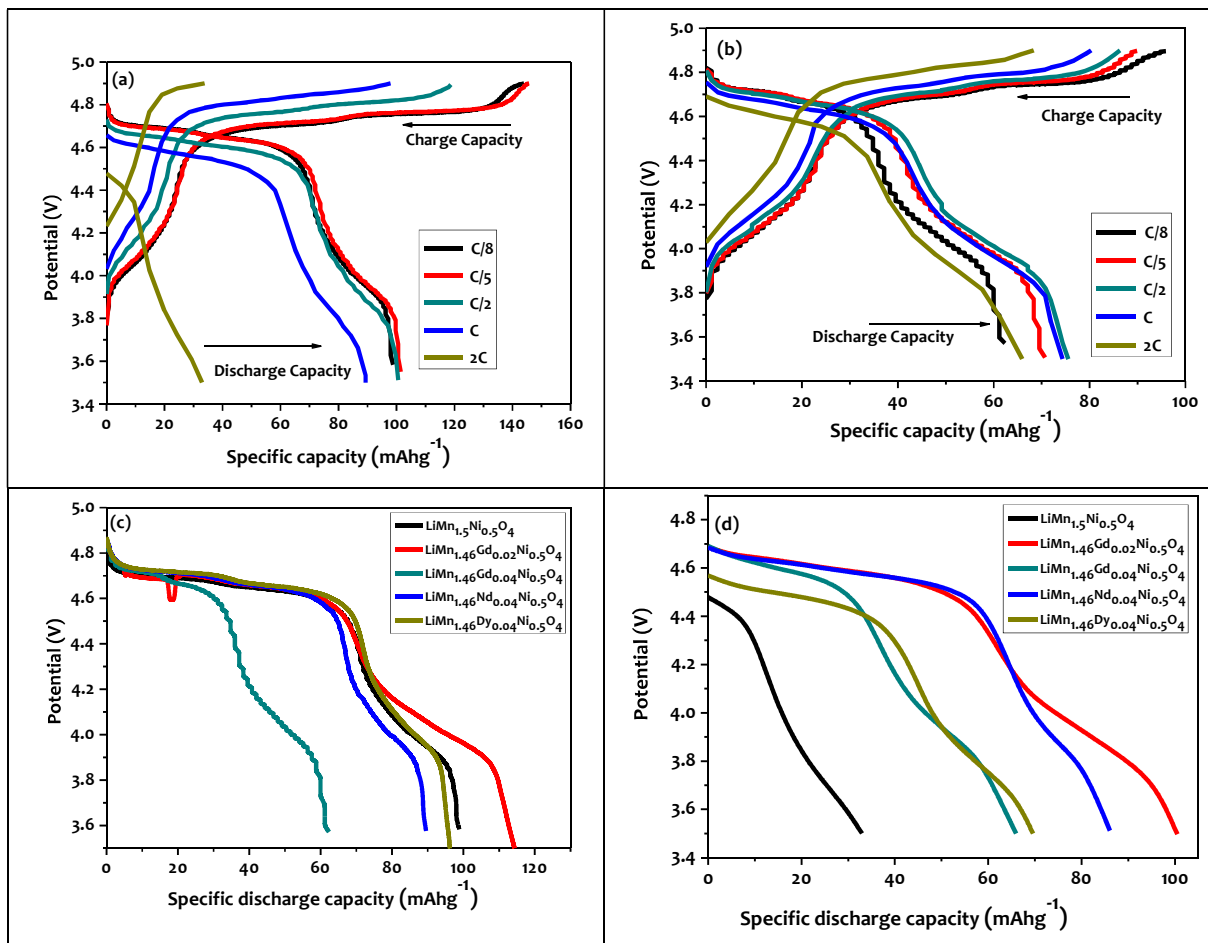 (a)
5.0
4.8
4.6
4.4
4.2
4.0
3.8
3.6
3.4
Potential (V)
Charge Capacity
C/8
C/5
C/2
C
2C
Discharge Capacity
0 20 40 60 80 100 120 140 160
Specific capacity (mAhg⁻¹)
(b)
5.0
4.8
4.6
4.4
4.2
4.0
3.8
3.6
3.4
Potential (V)
Charge Capacity
C/8
C/5
C/2
C
2C
Discharge Capacity
0 20 40 60 80 100
Specific capacity (mAhg⁻¹)
(c)
5.0
4.8
4.6
4.4
4.2
4.0
3.8
3.6
Potential (V)
LiMn₁.₅Ni₀.₅O₄
LiMn₁.₄₆Gd₀.₀₂Ni₀.₅O₄
LiMn₁.₄₆Gd₀.₀₄Ni₀.₅O₄
LiMn₁.₄₆Nd₀.₀₄Ni₀.₅O₄
LiMn₁.₄₆Dy₀.₀₄Ni₀.₅O₄
0 20 40 60 80 100 120
Specific discharge capacity (mAhg⁻¹)
(d)
4.8
4.6
4.4
4.2
4.0
3.8
3.6
3.4
Potential (V)
LiMn₁.₅Ni₀.₅O₄
LiMn₁.₄₆Gd₀.₀₂Ni₀.₅O₄
LiMn₁.₄₆Gd₀.₀₄Ni₀.₅O₄
LiMn₁.₄₆Nd₀.₀₄Ni₀.₅O₄
LiMn₁.₄₆Dy₀.₀₄Ni₀.₅O₄
0 20 40 60 80 100
Specific discharge capacity (mAhg⁻¹)